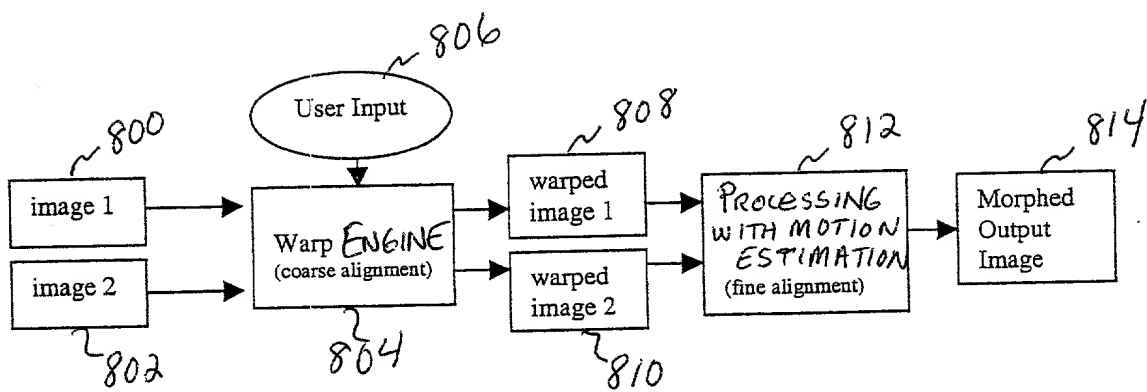 806
User Input
800
808
812
814
image 1
warped
image 1
PROCESSING
WITH MOTION
ESTIMATION
(fine alignment)
Morphed
Output
Image
Warp ENGINE
(coarse alignment)
image 2
warped
image 2
802
804
810